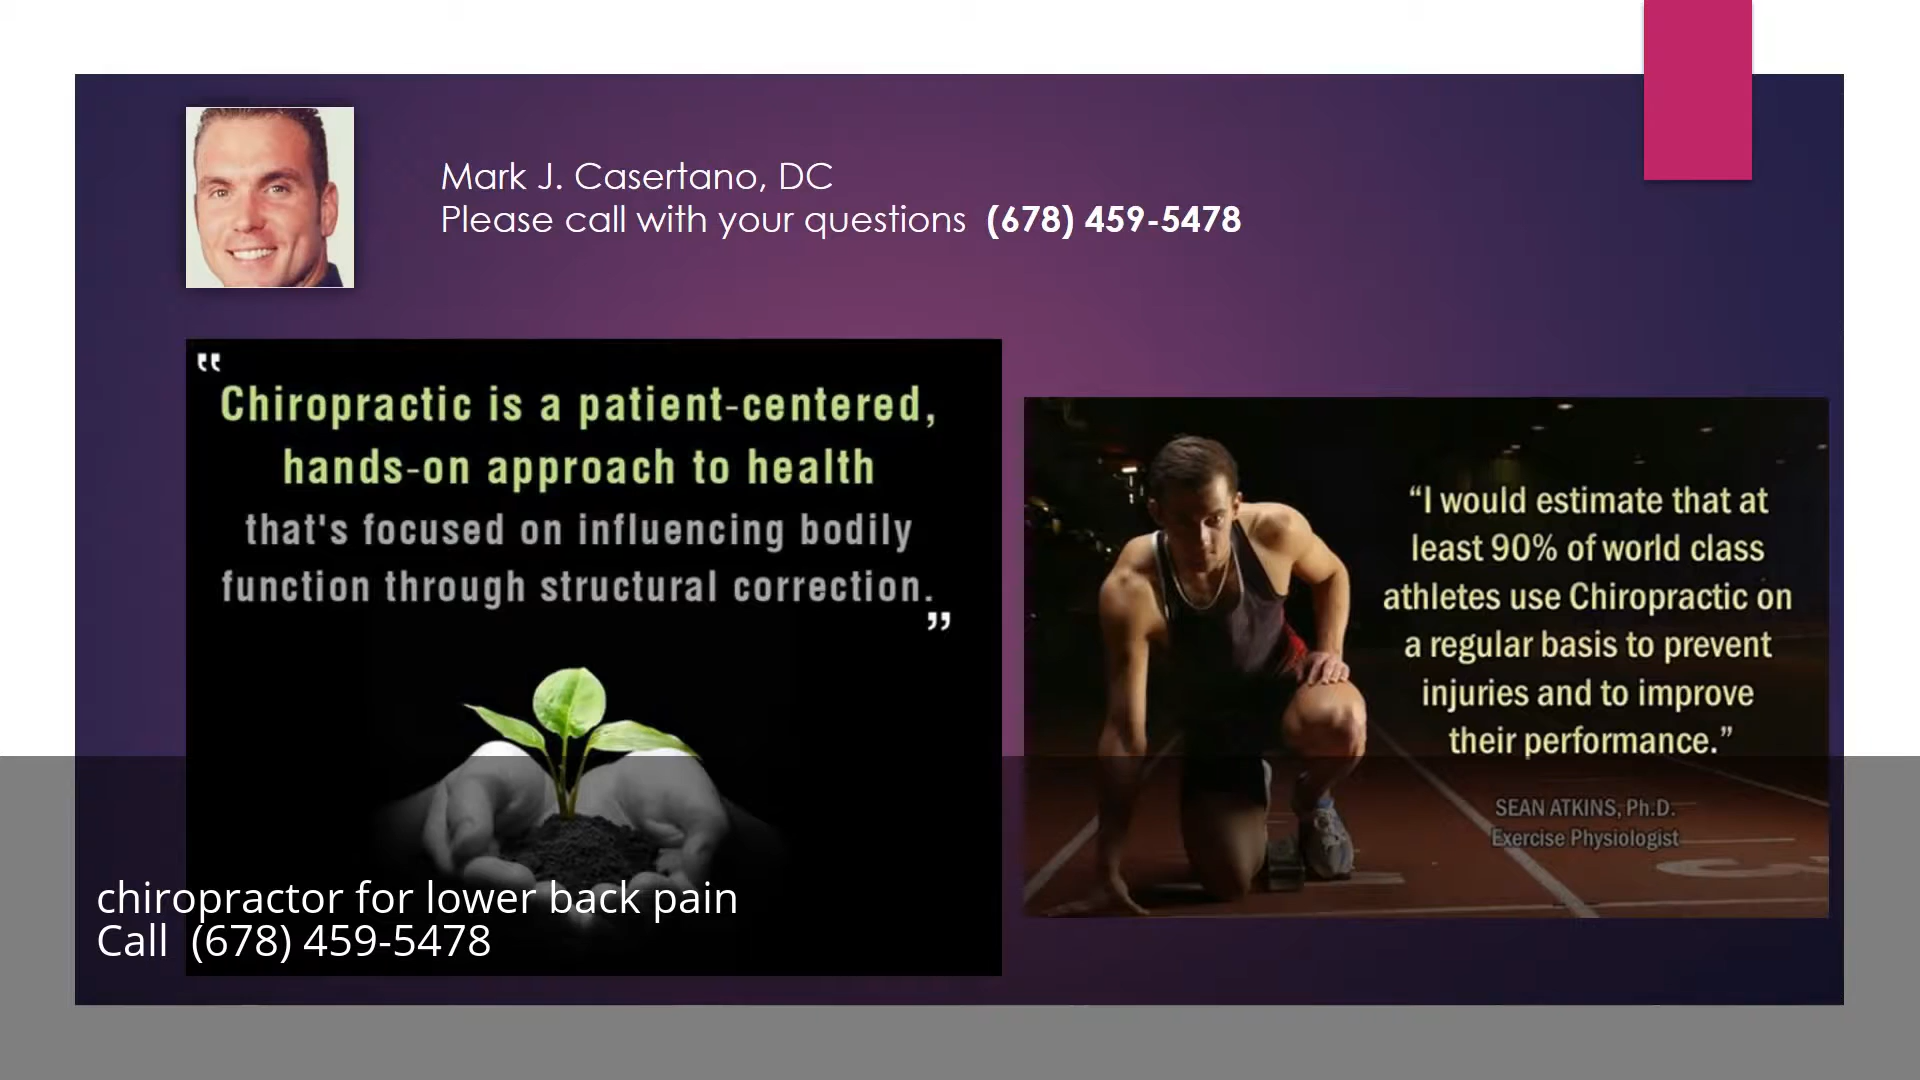 Mark J. Casertano, DC
Please call with your questions (678) 459-5478
"
Chiropractic is a patient-centered,
hands-on approach to health
that's focused on influencing bodily
function through structural correction.
"
“I would estimate that at
least 90% of world class
athletes use Chiropractic on
a regular basis to prevent
injuries and to improve
their performance.”
SEAN ATKINS, Ph.D.
Exercise Physiologist
chiropractor for lower back pain
Call (678) 459-5478